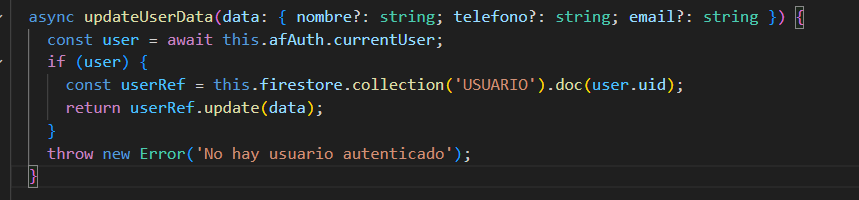 async updateUserData(data: { nombre?: string; telefono?: string; email?: string }) {
const user = await this.afAuth.currentUser;
if (user) {
const userRef = this.firestore.collection('USUARIO').doc(user.uid);
return userRef.update(data);
}
throw new Error('No hay usuario autenticado');
}